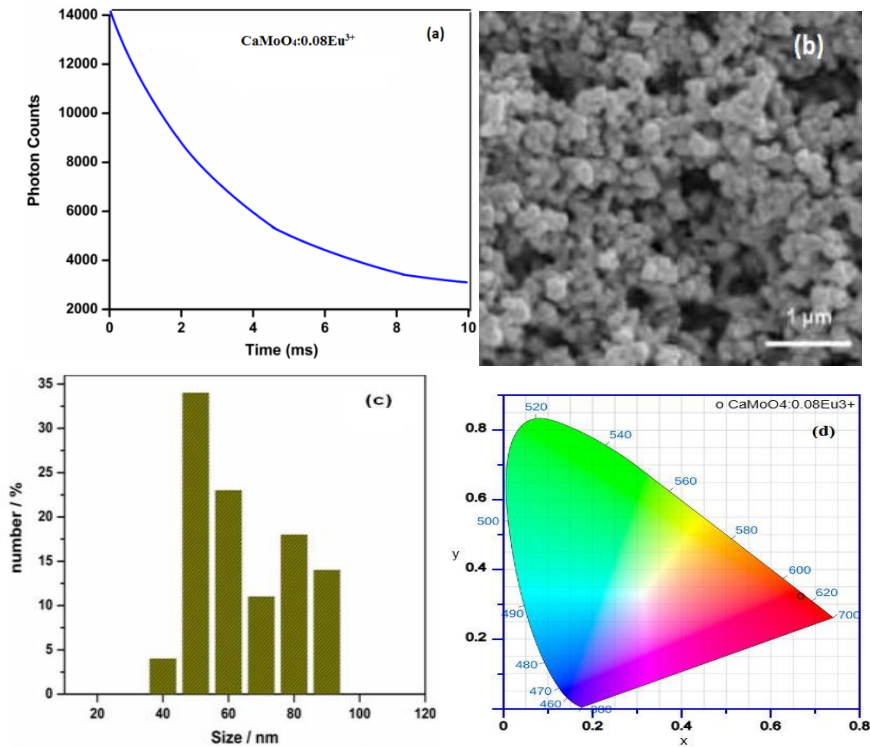 14000
12000
10000
8000
6000
4000
2000
Photon Counts
CaMoO₄:0.08Eu³⁺
(a)
0 2 4 6 8 10
Time (ms)
(b)
1 µm
35
30
25
20
15
10
5
0
number / %
(c)
20 40 60 80 100 120
Size / nm
o CaMoO4:0.08Eu3+
(d)
0.8
0.6
0.4
0.2
y
520
540
560
580
600
620
700
500
490
480
470
460
380
0 0.2 0.4 0.6 0.8
x